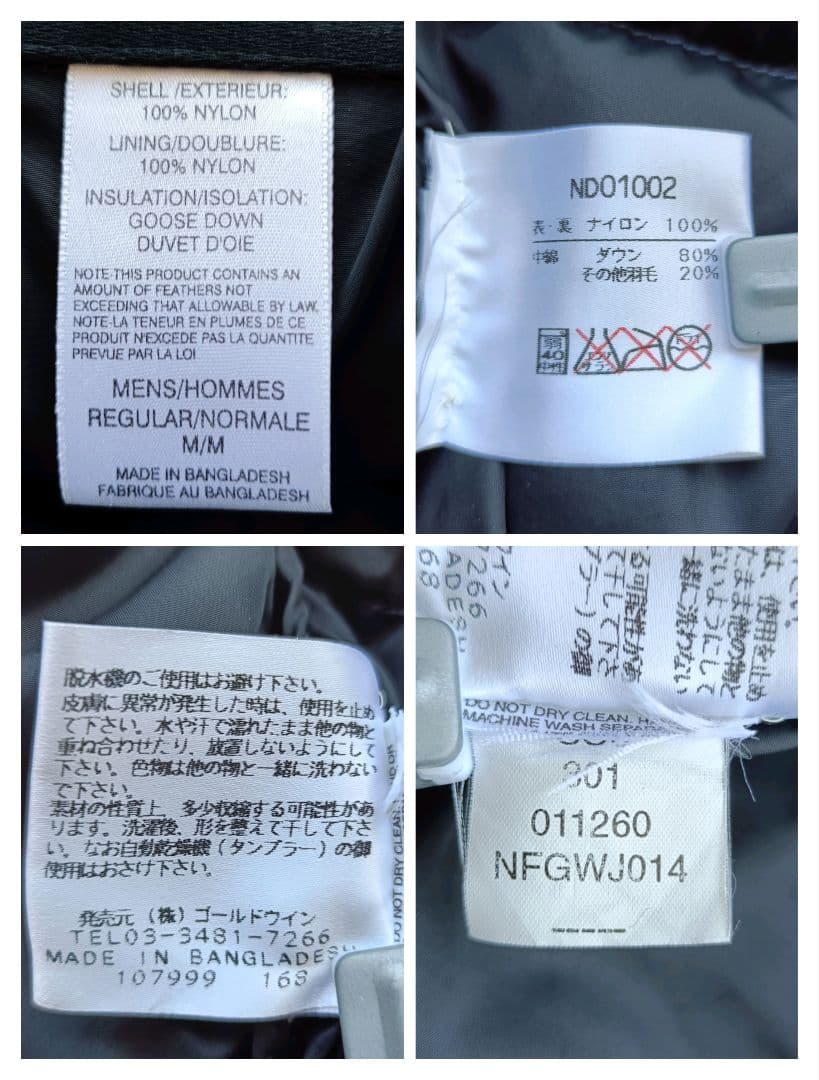 SHELL /EXTERIEUR:
100% NYLON
LINING/DOUBLURE:
100% NYLON
INSULATION/ISOLATION:
GOOSE DOWN
DUVET D'OIE
NOTE-THIS PRODUCT CONTAINS AN
AMOUNT OF FEATHERS NOT
EXCEEDING THAT ALLOWABLE BY LAW.
NOTE-LA TENEUR EN PLUMES DE CE
PRODUIT N'EXCEDE PAS LA QUANTITE
PREVUE PAR LA LOI
MENS/HOMMES
REGULAR/NORMALE
M/M
MADE IN BANGLADESH
FABRIQUE AU BANGLADESH
ND01002
表・裏 ナイロン 100%
中綿 ダウン 80%
その他羽毛 20%
弱
40
中性
脱水機のご使用はお避け下さい。
皮膚に異常が発生した時は、使用を止め
て下さい。水や汗で濡れたまま他の物と
重ね合わせたり、放置しないようにして
下さい。色物は他の物と一緒に洗わない
で下さい。
素材の性質上、多少収縮する可能性があ
ります。洗濯後、形を整えて干して下さ
い。なお自動乾燥機（タンブラー）の御
使用はおさけ下さい。
発売元（株）ゴールドウイン
TEL03-3481-7266
MADE IN BANGLADESH
107999 168
DO NOT DRY CLEAN.
DO NOT DRY CLEAN.
MACHINE WASH
301
011260
NFGWJ014